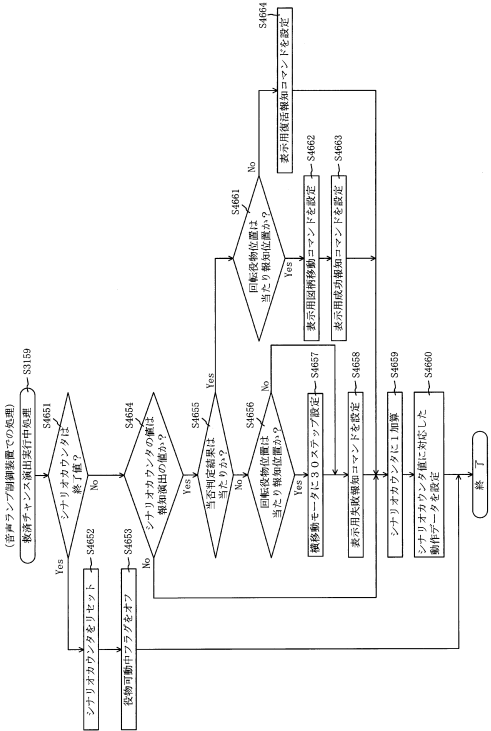 (音声ランプ制御装置での処理)
救済チャンス演出実行中処理
S3159
シナリオカウンタは
終了値?
S4651
Yes
No
シナリオカウンタをリセット
S4652
役物可動中フラグをオフ
S4653
シナリオカウンタの値は
報知演出の値か?
S4654
No
Yes
当否判定結果は
当たりか?
S4655
Yes
No
回転役物位置は
当たり報知位置か?
S4656
No
Yes
横移動モータに30ステップ設定
S4657
表示用失敗報知コマンドを設定
S4658
回転役物位置は
当たり報知位置か?
S4661
No
Yes
表示用図柄移動コマンドを設定
S4662
表示用成功報知コマンドを設定
S4663
表示用復活報知コマンドを設定
S4664
シナリオカウンタに1加算
S4659
シナリオカウンタ値に対応した
動作データを設定
S4660
終了